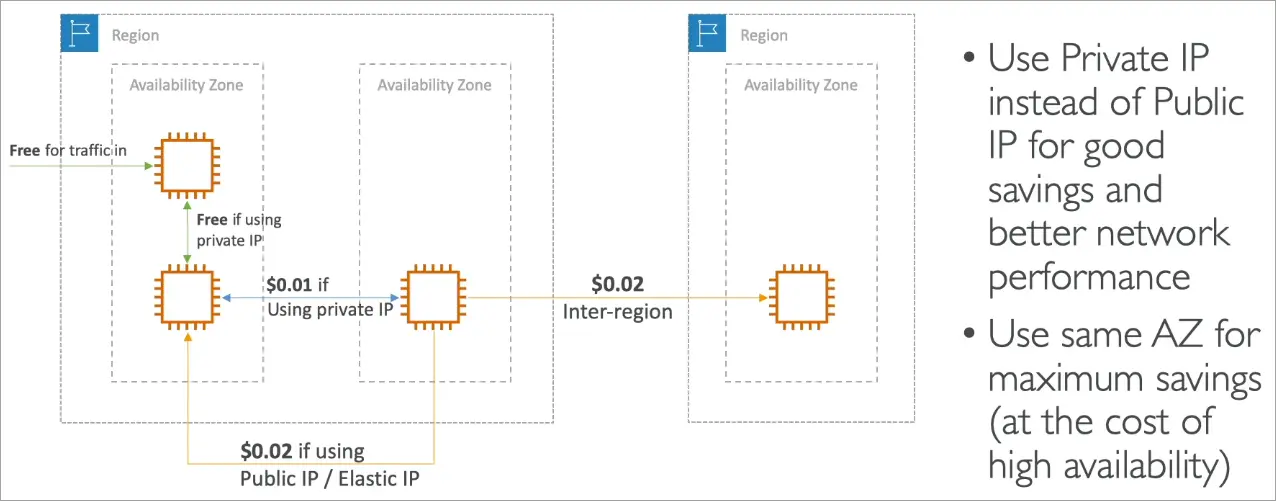 Region
Availability Zone
Availability Zone
Free for traffic in
Free if using
private IP
$0.01 if
Using private IP
$0.02 if using
Public IP / Elastic IP
$0.02
Inter-region
Region
Availability Zone
• Use Private IP
instead of Public
IP for good
savings and
better network
performance
• Use same AZ for
maximum savings
(at the cost of
high availability)